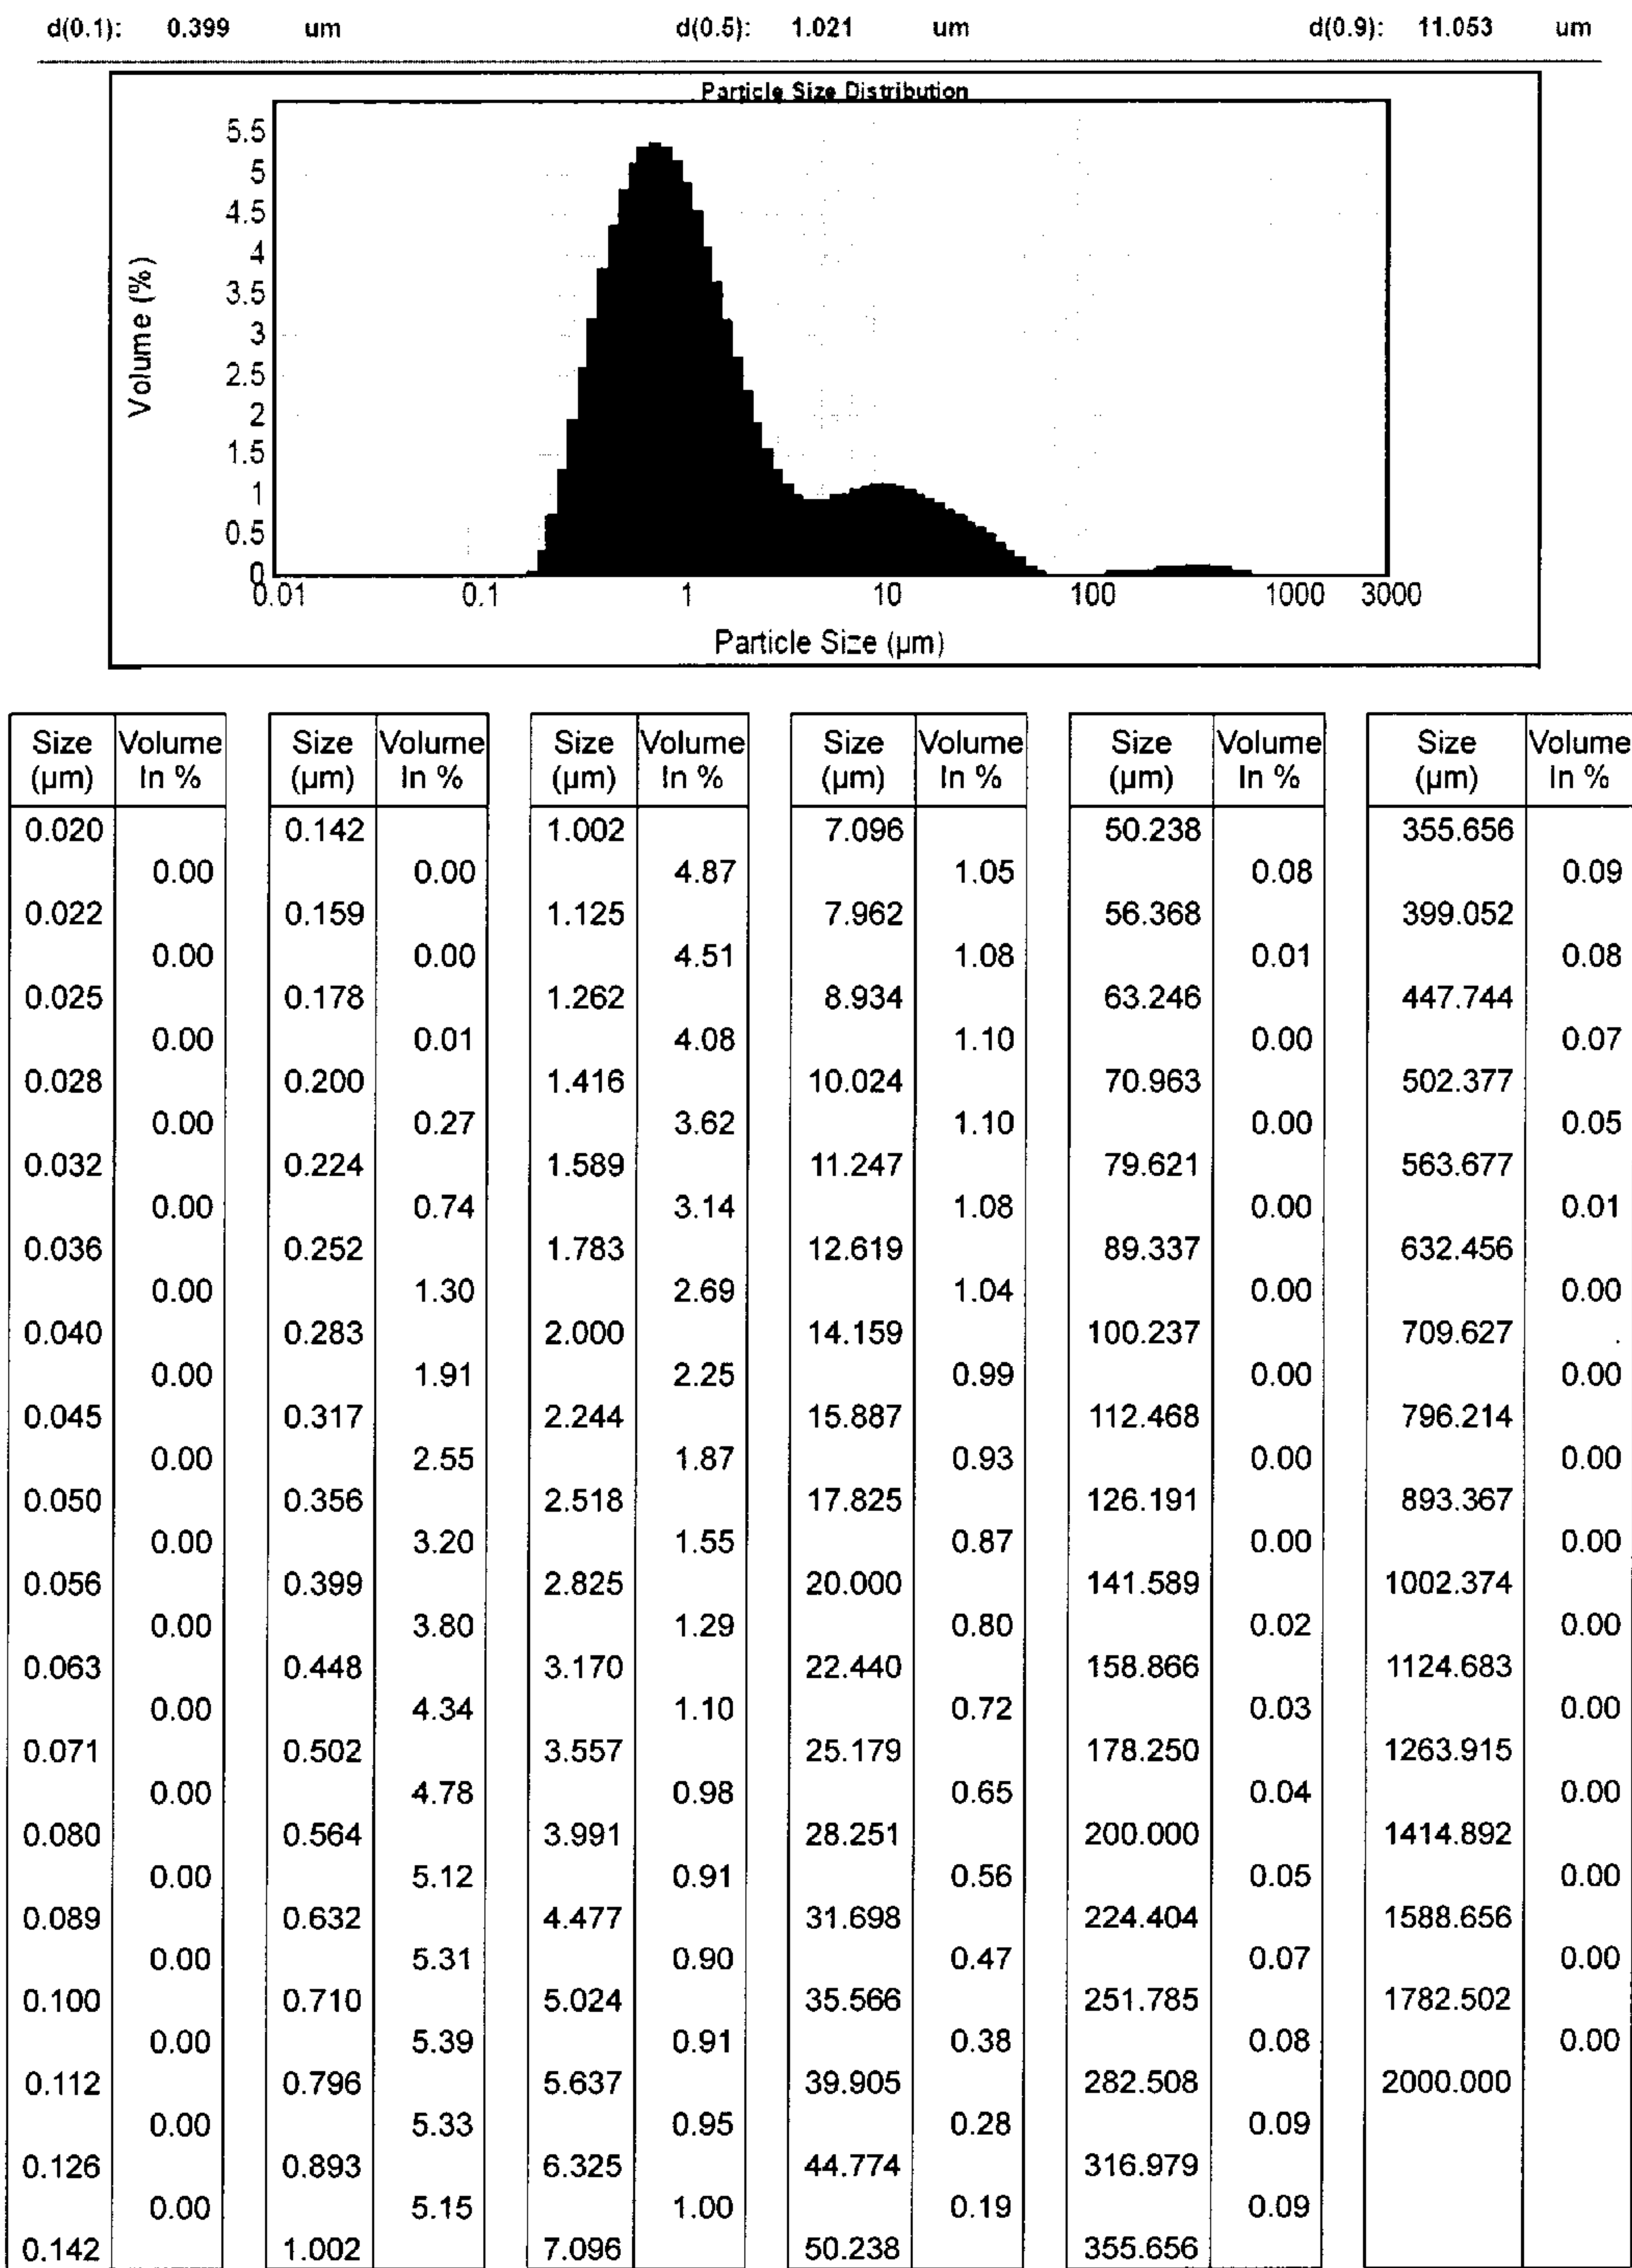 d(0.1): 0.399 um d(0.5): 1.021 um d(0.9): 11.053 um
Particle Size Distribution
Volume (%)
5.5
5
4.5
4
3.5
3
2.5
2
1.5
1
0.5
0
0.01 0.1 1 10 100 1000 3000
Particle Size (µm)
Size Volume Size Volume Size Volume Size Volume Size Volume Size Volume
(µm) In % (µm) In % (µm) In % (µm) In % (µm) In % (µm) In %
0.020 0.142 1.002 7.096 50.238 355.656
0.00 0.00 4.87 1.05 0.08 0.09
0.022 0.159 1.125 7.962 56.368 399.052
0.00 0.00 4.51 1.08 0.01 0.08
0.025 0.178 1.262 8.934 63.246 447.744
0.00 0.01 4.08 1.10 0.00 0.07
0.028 0.200 1.416 10.024 70.963 502.377
0.00 0.27 3.62 1.10 0.00 0.05
0.032 0.224 1.589 11.247 79.621 563.677
0.00 0.74 3.14 1.08 0.00 0.01
0.036 0.252 1.783 12.619 89.337 632.456
0.00 1.30 2.69 1.04 0.00 0.00
0.040 0.283 2.000 14.159 100.237 709.627
0.00 1.91 2.25 0.99 0.00 0.00
0.045 0.317 2.244 15.887 112.468 796.214
0.00 2.55 1.87 0.93 0.00 0.00
0.050 0.356 2.518 17.825 126.191 893.367
0.00 3.20 1.55 0.87 0.00 0.00
0.056 0.399 2.825 20.000 141.589 1002.374
0.00 3.80 1.29 0.80 0.02 0.00
0.063 0.448 3.170 22.440 158.866 1124.683
0.00 4.34 1.10 0.72 0.03 0.00
0.071 0.502 3.557 25.179 178.250 1263.915
0.00 4.78 0.98 0.65 0.04 0.00
0.080 0.564 3.991 28.251 200.000 1414.892
0.00 5.12 0.91 0.56 0.05 0.00
0.089 0.632 4.477 31.698 224.404 1588.656
0.00 5.31 0.90 0.47 0.07 0.00
0.100 0.710 5.024 35.566 251.785 1782.502
0.00 5.39 0.91 0.38 0.08 0.00
0.112 0.796 5.637 39.905 282.508 2000.000
0.00 5.33 0.95 0.28 0.09
0.126 0.893 6.325 44.774 316.979
0.00 5.15 1.00 0.19 0.09
0.142 1.002 7.096 50.238 355.656